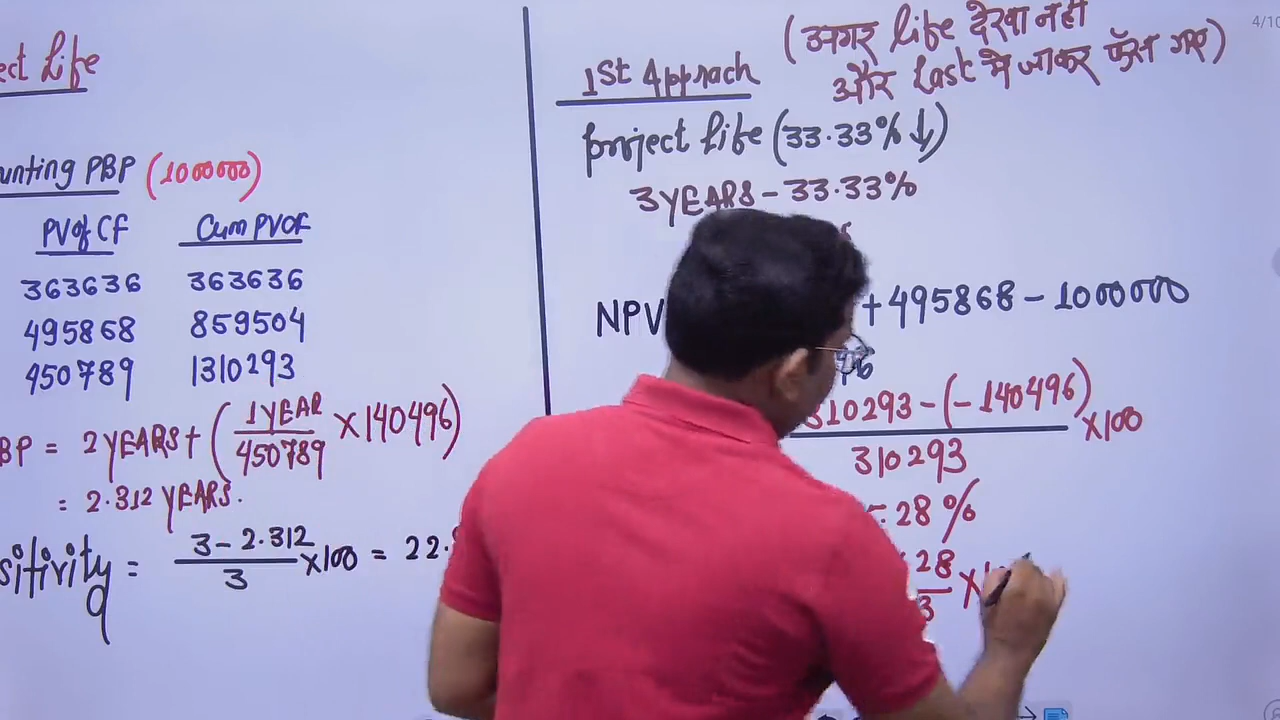 ect Life
unting PBP (1000000)
PV of CF Cum PVCF
363636 363636
495868 859504
450789 1310293
BP = 2 YEARS + (1 YEAR / 450789 × 140496)
= 2.312 YEARS.
sitivity = 3 - 2.312 / 3 ×100 = 22.
4/10
1st Approach (अगर life देखा नही
और last मे जाकर फॅस गए)
project life (33.33% ↓)
3 YEARS - 33.33%
NPV + 495868 - 1000000
310293 - (-140496) / 310293 ×100
.28%
28 / 3 ×